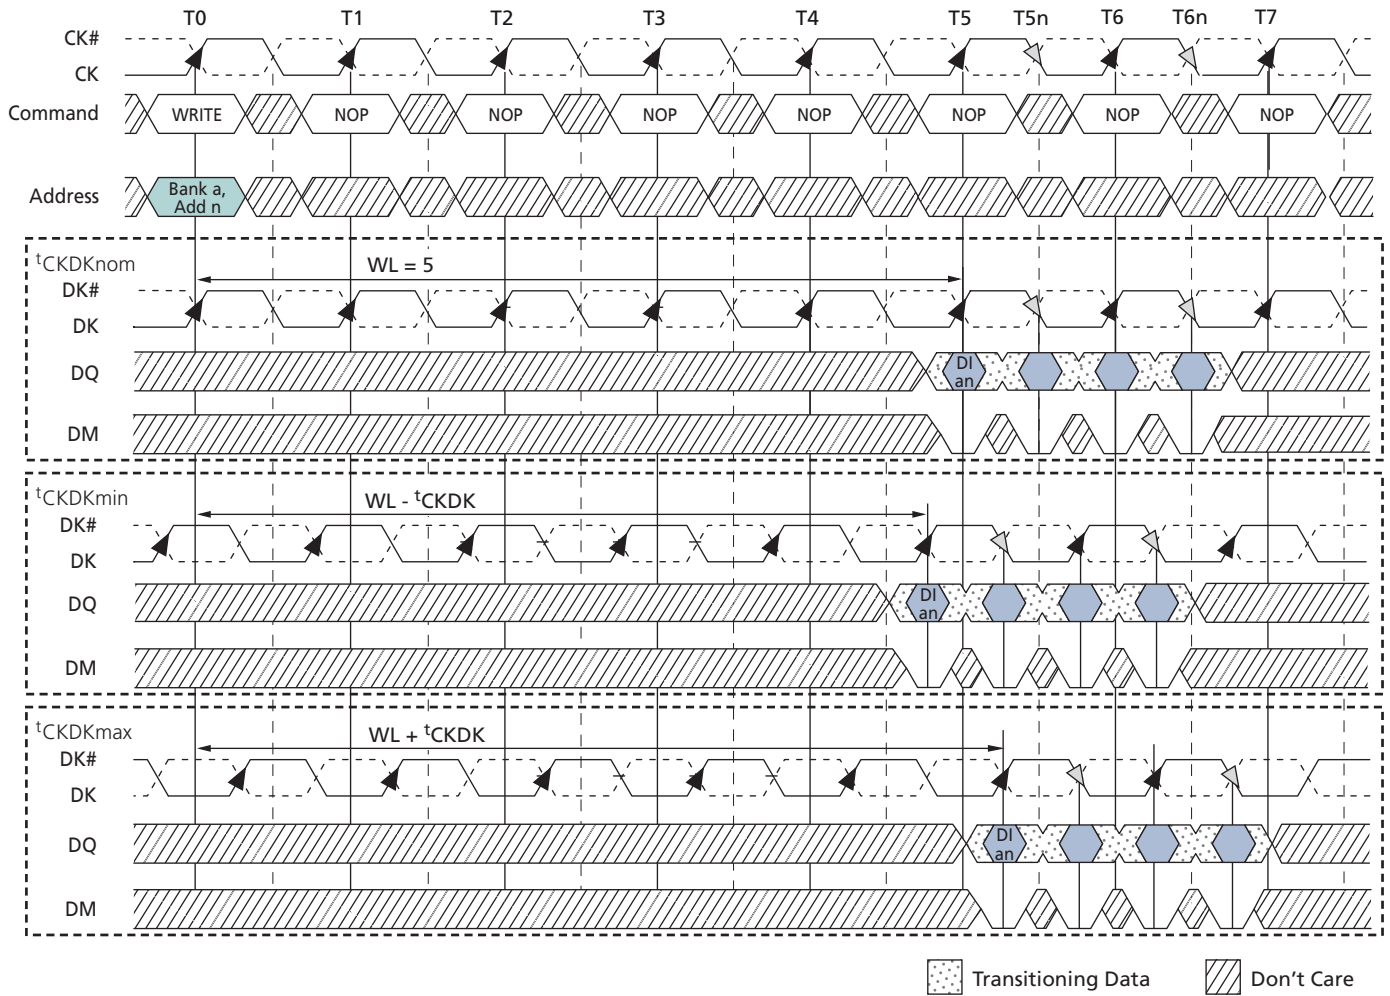 T0 T1 T2 T3 T4 T5 T5n T6 T6n T7
CK#
CK
Command WRITE NOP NOP NOP NOP NOP NOP NOP
Address Bank a,
Add n
tCKDKnom
WL = 5
DK#
DK
DQ DI
an
DM
tCKDKmin
WL - tCKDK
DK#
DK
DQ DI
an
DM
tCKDKmax
WL + tCKDK
DK#
DK
DQ DI
an
DM
Transitioning Data Don't Care